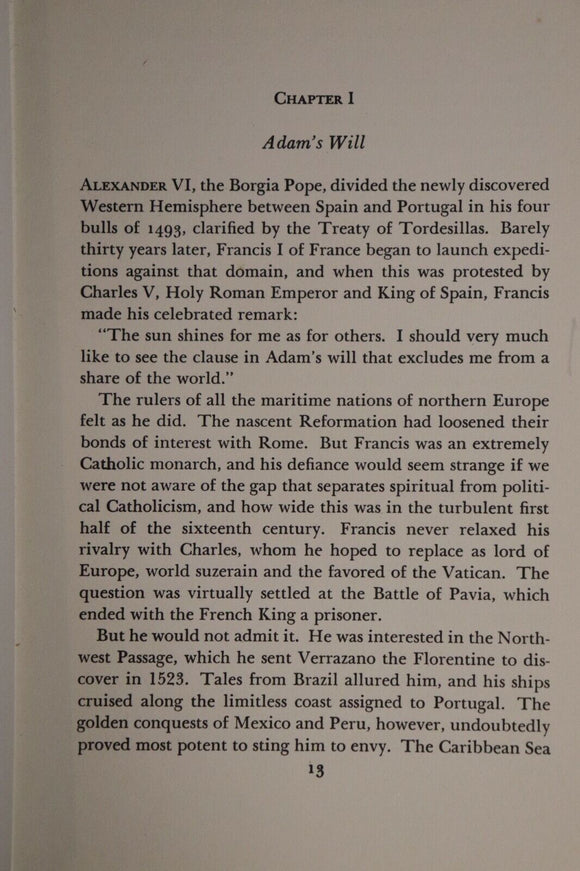 CHAPTER I
Adam's Will
ALEXANDER VI, the Borgia Pope, divided the newly discovered
Western Hemisphere between Spain and Portugal in his four
bulls of 1493, clarified by the Treaty of Tordesillas. Barely
thirty years later, Francis I of France began to launch expedi-
tions against that domain, and when this was protested by
Charles V, Holy Roman Emperor and King of Spain, Francis
made his celebrated remark:
"The sun shines for me as for others. I should very much
like to see the clause in Adam's will that excludes me from a
share of the world."
The rulers of all the maritime nations of northern Europe
felt as he did. The nascent Reformation had loosened their
bonds of interest with Rome. But Francis was an extremely
Catholic monarch, and his defiance would seem strange if we
were not aware of the gap that separates spiritual from politi-
cal Catholicism, and how wide this was in the turbulent first
half of the sixteenth century. Francis never relaxed his
rivalry with Charles, whom he hoped to replace as lord of
Europe, world suzerain and the favored of the Vatican. The
question was virtually settled at the Battle of Pavia, which
ended with the French King a prisoner.
But he would not admit it. He was interested in the North-
west Passage, which he sent Verrazano the Florentine to dis-
cover in 1523. Tales from Brazil allured him, and his ships
cruised along the limitless coast assigned to Portugal. The
golden conquests of Mexico and Peru, however, undoubtedly
proved most potent to sting him to envy. The Caribbean Sea
13